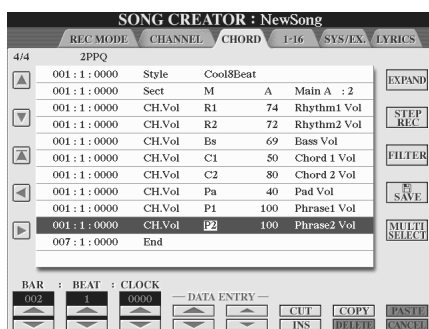 SONG CREATOR : NewSong
REC MODE CHANNEL CHORD 1-16 SYS/EX. LYRICS
4/4 2PPQ
001 : 1 : 0000 Style Cool8Beat
001 : 1 : 0000 Sect M A Main A : 2
001 : 1 : 0000 CH.Vol R1 74 Rhythm1 Vol
001 : 1 : 0000 CH.Vol R2 72 Rhythm2 Vol
001 : 1 : 0000 CH.Vol Bs 69 Bass Vol
001 : 1 : 0000 CH.Vol C1 50 Chord 1 Vol
001 : 1 : 0000 CH.Vol C2 80 Chord 2 Vol
001 : 1 : 0000 CH.Vol Pa 40 Pad Vol
001 : 1 : 0000 CH.Vol P1 100 Phrase1 Vol
001 : 1 : 0000 CH.Vol P2 100 Phrase2 Vol
007 : 1 : 0000 End
EXPAND
STEP
REC
FILTER
SAVE
MULTI
SELECT
BAR : BEAT : CLOCK
002 1 0000 DATA ENTRY
CUT COPY PASTE
INS DELETE CANCEL